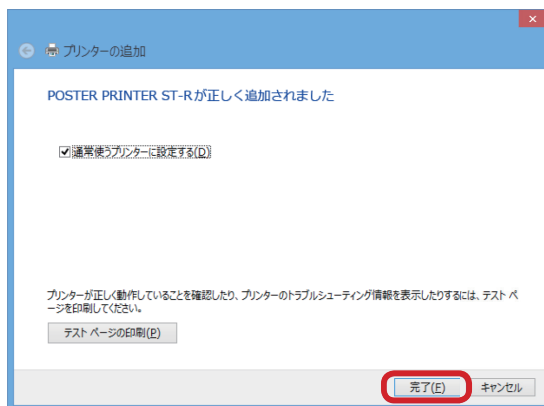 プリンターの追加
POSTER PRINTER ST-Rが正しく追加されました
通常使うプリンターに設定する(D)
プリンターが正しく動作していることを確認したり、プリンターのトラブルシューティング情報を表示したりするには、テスト ペ
ージを印刷してください。
テスト ページの印刷(P)
完了(F) キャンセル